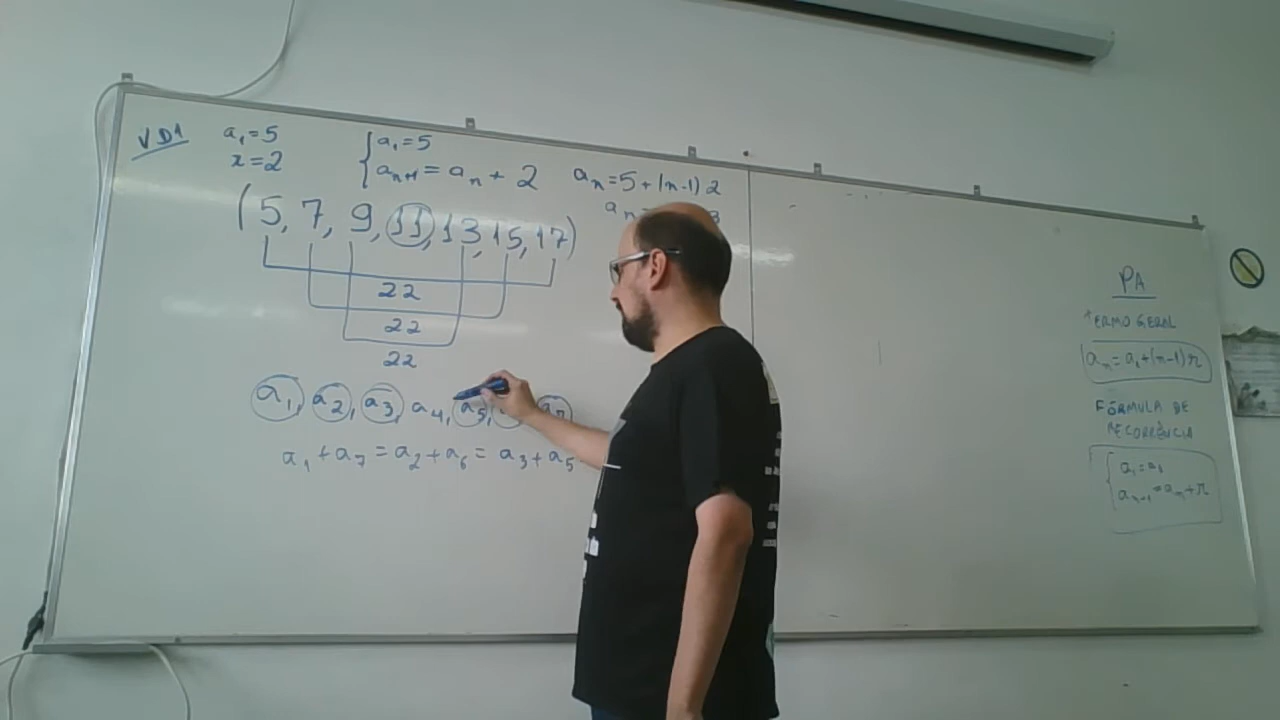 VD1
a₁=5
r=2
a₁=5
aₙ₊₁=aₙ+2
aₙ=5+(n-1)2
(5, 7, 9, 11, 13, 15, 17)
22
22
22
a₁, a₂, a₃, a₄, a₅, a₇
a₁+a₇=a₂+a₆=a₃+a₅
PA
TERMO GERAL
aₙ=a₁+(n-1)r
FÓRMULA DE
RECORRÊNCIA
a₁=a₁
aₙ₊₁=aₙ+r